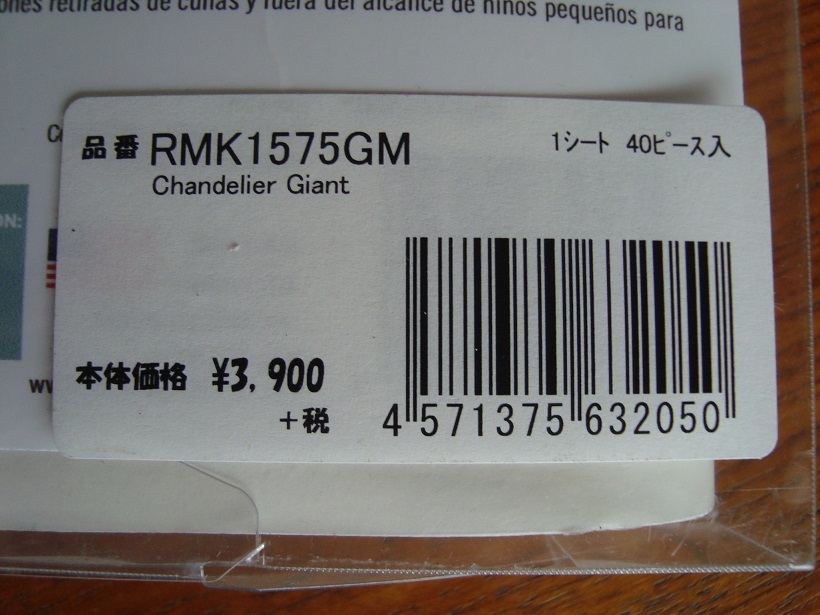 ones retiradas de cunas y fuera del alcance de niños pequeños para
品番 RMK1575GM
1シート 40ピース入
Chandelier Giant
ON:
本体価格 ¥3,900
+税
4 571375 632050